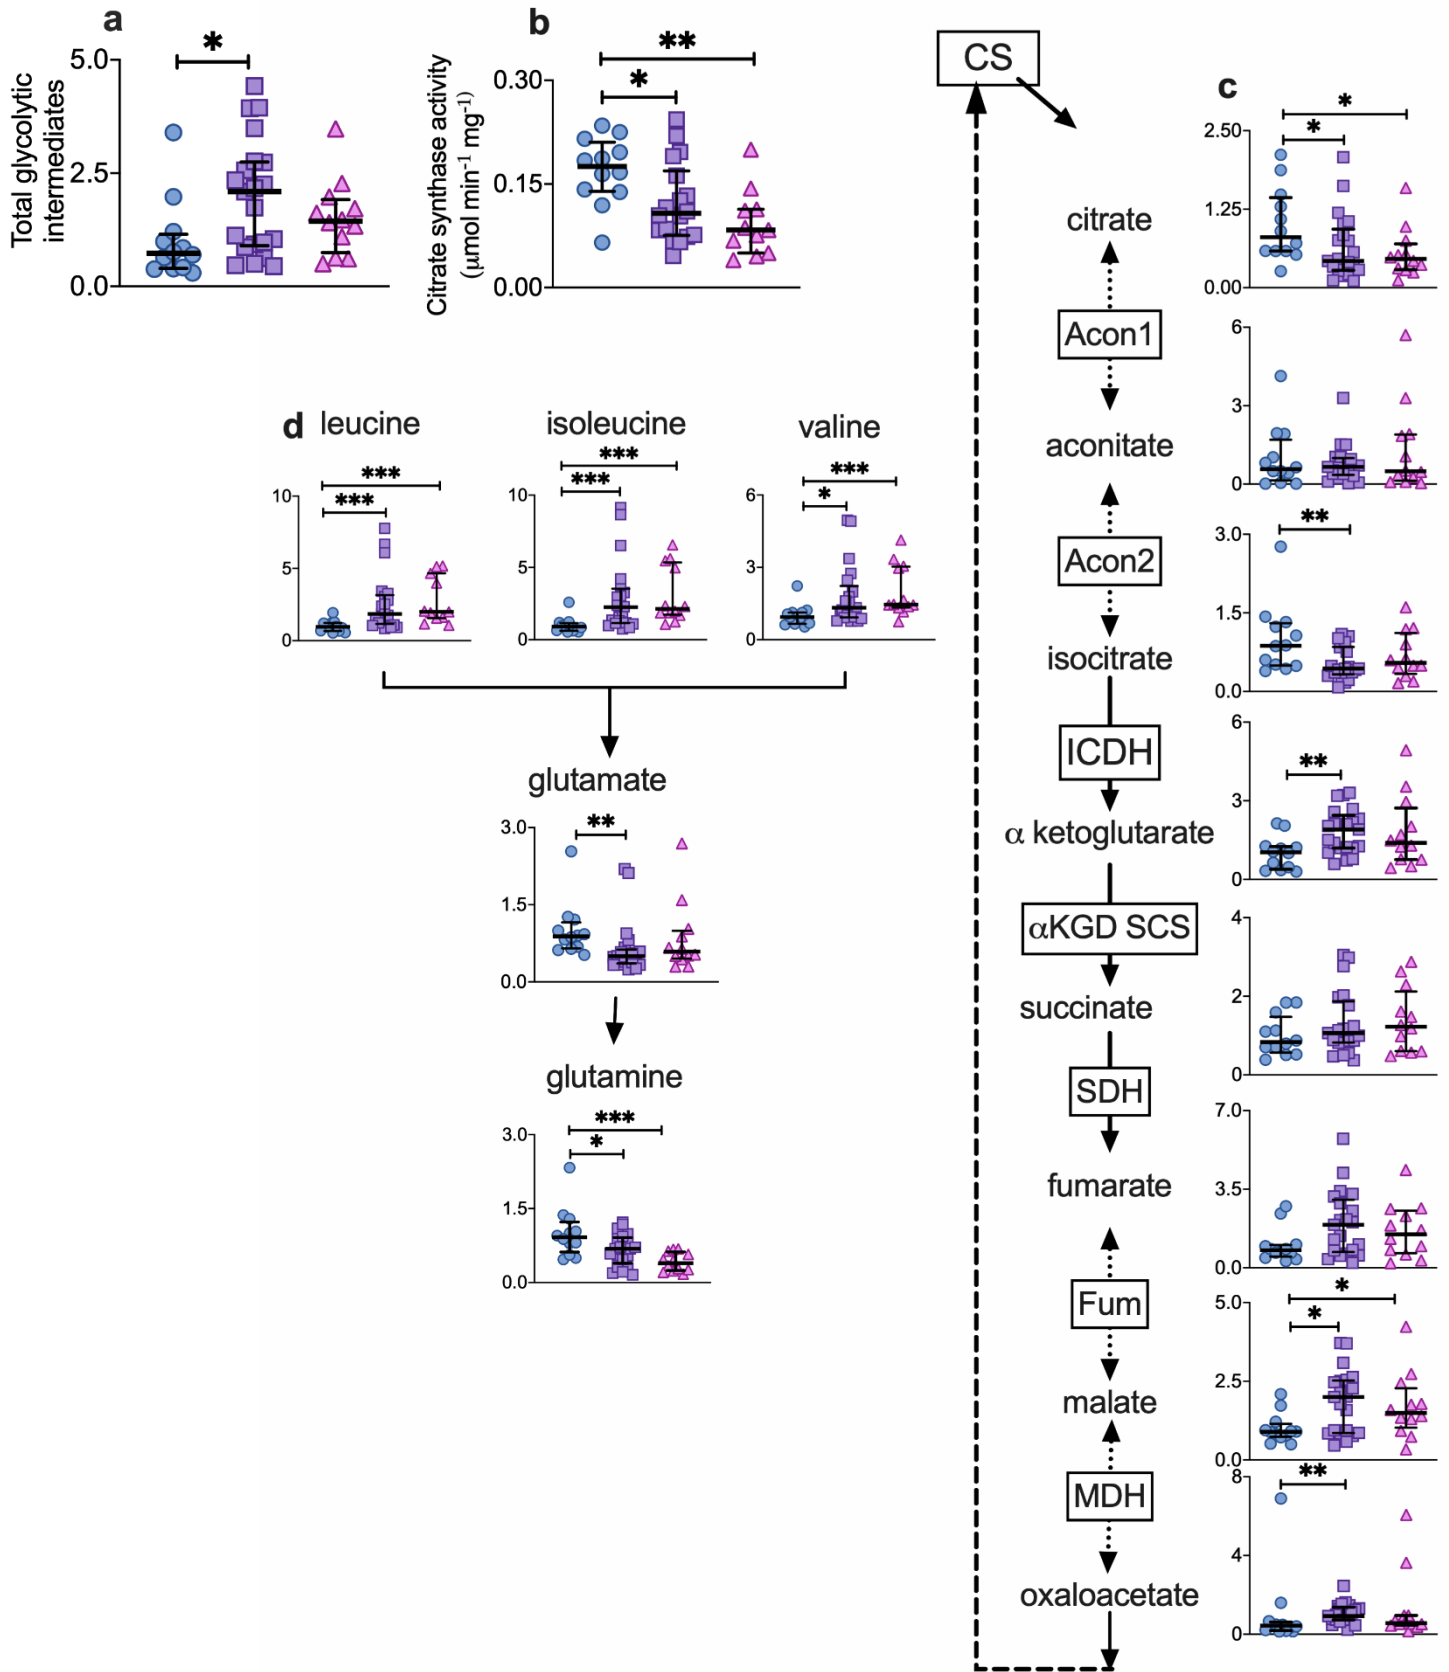 a
Total glycolytic
intermediates
5.0
2.5
0.0
*
b
Citrate synthase activity
(µmol min⁻¹ mg⁻¹)
0.30
0.15
0.00
**
*
CS
citrate
Acon1
aconitate
Acon2
isocitrate
ICDH
α ketoglutarate
αKGD SCS
succinate
SDH
fumarate
Fum
malate
MDH
oxaloacetate
c
*
*
2.50
1.25
0.00
6
3
0
**
3.0
1.5
0.0
**
6
3
0
4
2
0
7.0
3.5
0.0
*
*
5.0
2.5
0.0
**
8
4
0
d
leucine
***
***
10
5
0
isoleucine
***
***
10
5
0
valine
***
*
6
3
0
glutamate
**
3.0
1.5
0.0
glutamine
***
*
3.0
1.5
0.0